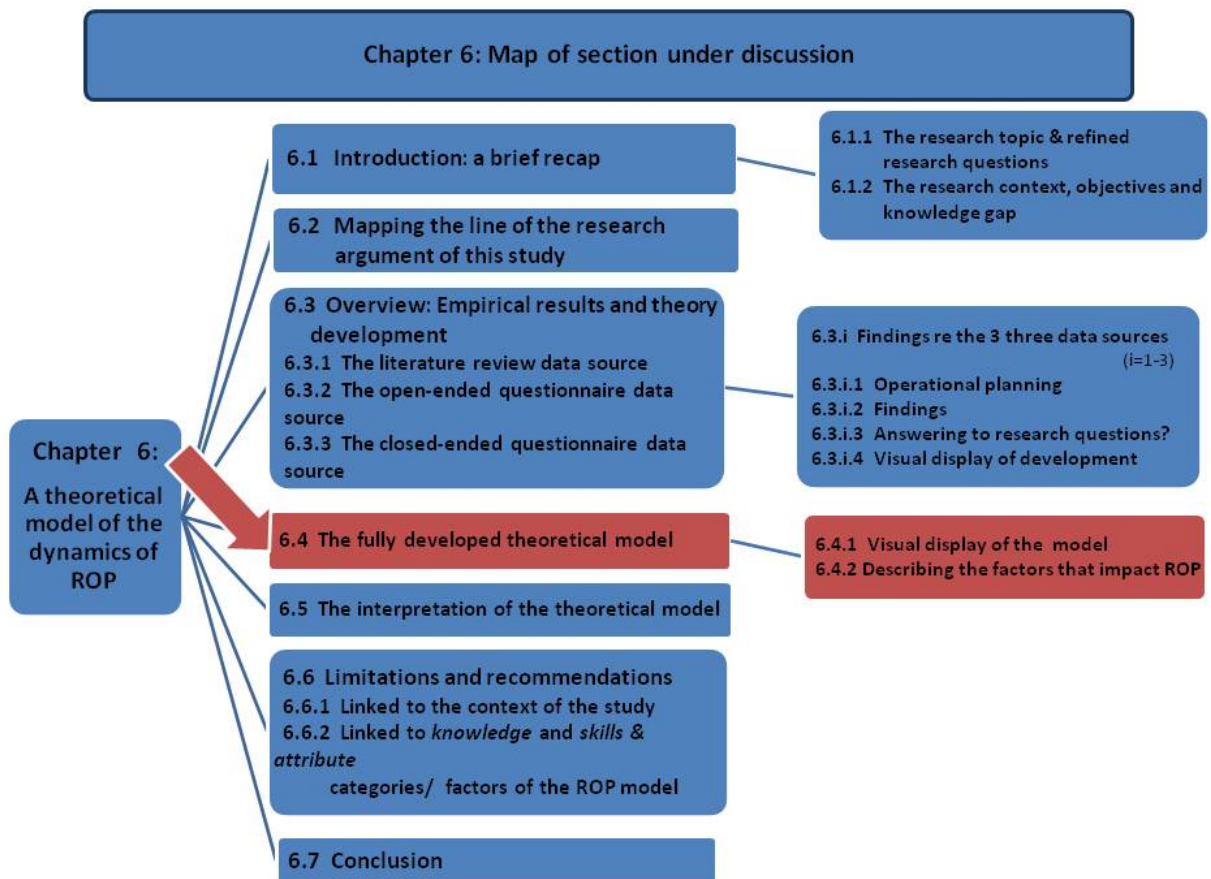 Chapter 6: Map of section under discussion
6.1 Introduction: a brief recap
6.1.1 The research topic & refined
research questions
6.1.2 The research context, objectives and
knowledge gap
6.2 Mapping the line of the research
argument of this study
6.3 Overview: Empirical results and theory
development
6.3.1 The literature review data source
6.3.2 The open-ended questionnaire data
source
6.3.3 The closed-ended questionnaire data
source
6.3.i Findings re the 3 three data sources
(i=1-3)
6.3.i.1 Operational planning
6.3.i.2 Findings
6.3.i.3 Answering to research questions?
6.3.i.4 Visual display of development
Chapter 6:
A theoretical
model of the
dynamics of
ROP
6.4 The fully developed theoretical model
6.4.1 Visual display of the model
6.4.2 Describing the factors that impact ROP
6.5 The interpretation of the theoretical model
6.6 Limitations and recommendations
6.6.1 Linked to the context of the study
6.6.2 Linked to knowledge and skills &
attribute
categories/ factors of the ROP model
6.7 Conclusion